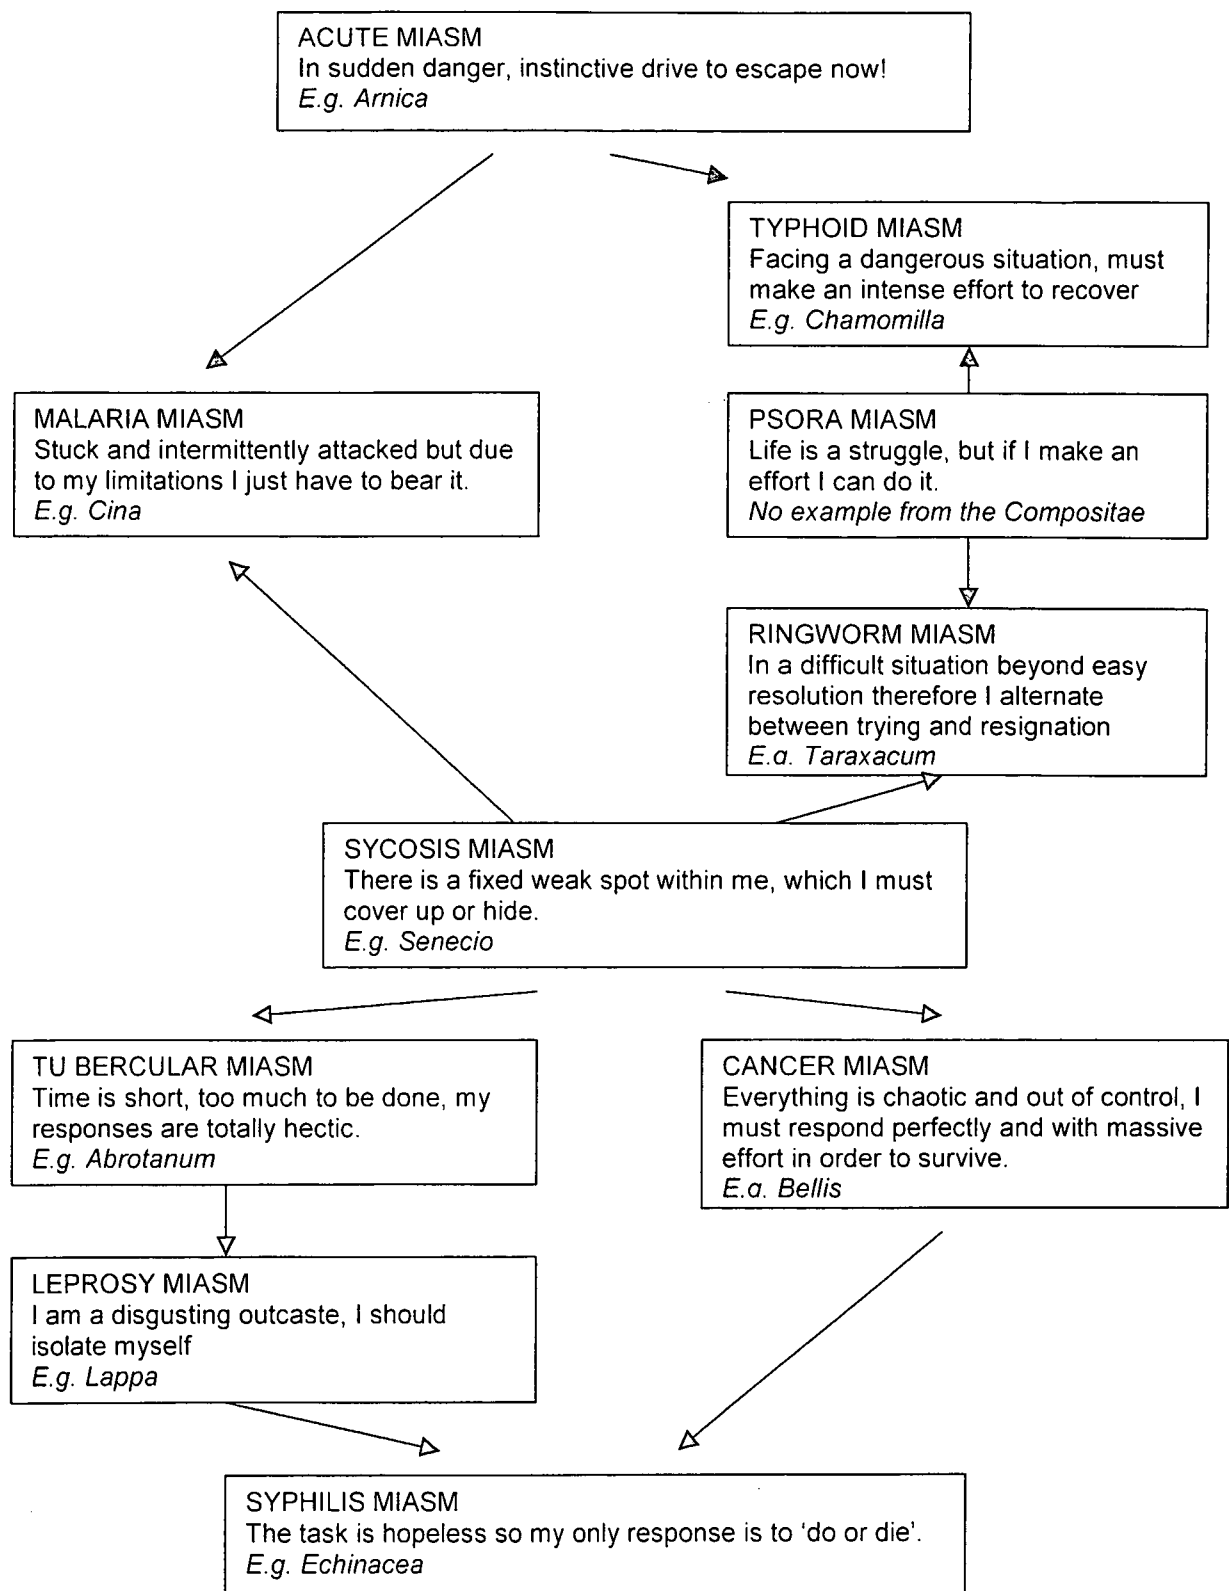 ACUTE MIASM
In sudden danger, instinctive drive to escape now!
E.g. Arnica
TYPHOID MIASM
Facing a dangerous situation, must
make an intense effort to recover
E.g. Chamomilla
MALARIA MIASM
Stuck and intermittently attacked but due
to my limitations I just have to bear it.
E.g. Cina
PSORA MIASM
Life is a struggle, but if I make an
effort I can do it.
No example from the Compositae
RINGWORM MIASM
In a difficult situation beyond easy
resolution therefore I alternate
between trying and resignation
E.a. Taraxacum
SYCOSIS MIASM
There is a fixed weak spot within me, which I must
cover up or hide.
E.g. Senecio
TU BERCULAR MIASM
Time is short, too much to be done, my
responses are totally hectic.
E.g. Abrotanum
CANCER MIASM
Everything is chaotic and out of control, I
must respond perfectly and with massive
effort in order to survive.
E.a. Bellis
LEPROSY MIASM
I am a disgusting outcaste, I should
isolate myself
E.g. Lappa
SYPHILIS MIASM
The task is hopeless so my only response is to ‘do or die’.
E.g. Echinacea